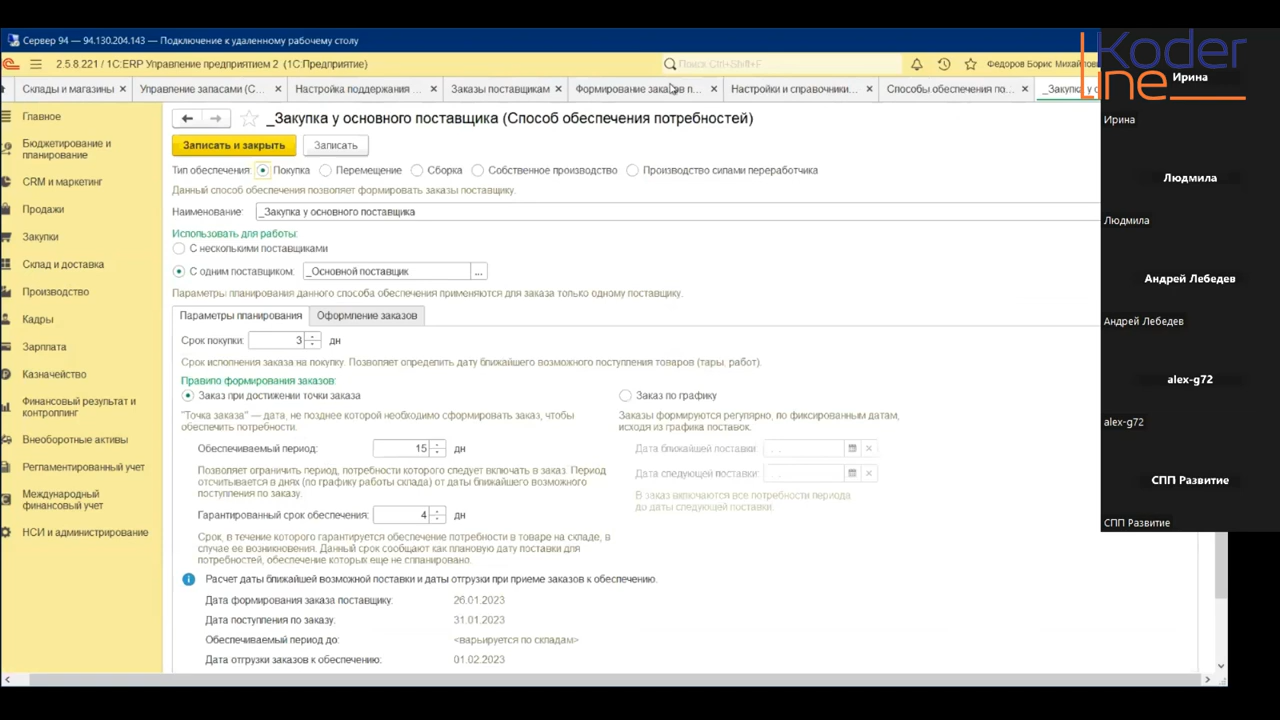 Сервер 94 — 94.130.204.143 — Подключение к удаленному рабочему столу
Koder
Line
2.5.8.221 / 1C:ERP Управление предприятием 2 (1С:Предприятие)
Поиск Ctrl+Shift+F
Федоров Борис Михайлов
Склады и магазины
Управление запасами (С...
Настройка поддержания ...
Заказы поставщикам
Формирование заказов п...
Настройки и справочники...
Способы обеспечения по...
_Закупка у о
Главное
Бюджетирование и
планирование
CRM и маркетинг
Продажи
Закупки
Склад и доставка
Производство
Кадры
Зарплата
Казначейство
Финансовый результат и
контроллинг
Внеоборотные активы
Регламентированный учет
Международный
финансовый учет
НСИ и администрирование
_Закупка у основного поставщика (Способ обеспечения потребностей)
Записать и закрыть
Записать
Тип обеспечения: Покупка Перемещение Сборка Собственное производство Производство силами переработчика
Данный способ обеспечения позволяет формировать заказы поставщику.
Наименование: _Закупка у основного поставщика
Использовать для работы:
С несколькими поставщиками
С одним поставщиком: _Основной поставщик ...
Параметры планирования данного способа обеспечения применяются для заказа только одному поставщику.
Параметры планирования
Оформление заказов
Срок покупки: 3 дн
Срок исполнения заказа на покупку. Позволяет определить дату ближайшего возможного поступления товаров (тары, работ).
Правило формирования заказов:
Заказ при достижении точки заказа
"Точка заказа" — дата, не позднее которой необходимо сформировать заказ, чтобы
обеспечить потребности.
Обеспечиваемый период: 15 дн
Позволяет ограничить период, потребности которого следует включать в заказ. Период
отсчитывается в днях (по графику работы склада) от даты ближайшего возможного
поступления по заказу.
Гарантированный срок обеспечения: 4 дн
Срок, в течение которого гарантируется обеспечение потребности в товаре на складе, в
случае ее возникновения. Данный срок сообщают как плановую дату поставки для
потребностей, обеспечение которых еще не спланировано.
Заказ по графику
Заказы формируются регулярно, по фиксированным датам,
исходя из графика поставок.
Дата ближайшей поставки: . .
Дата следующей поставки: . .
В заказ включаются все потребности периода
до даты следующей поставки.
Расчет даты ближайшей возможной поставки и даты отгрузки при приеме заказов к обеспечению.
Дата формирования заказа поставщику: 26.01.2023
Дата поступления по заказу: 31.01.2023
Обеспечиваемый период до: <варьируется по складам>
Дата отгрузки заказов к обеспечению: 01.02.2023
Ирина
Ирина
Людмила
Людмила
Андрей Лебедев
Андрей Лебедев
alex-g72
alex-g72
СПП Развитие
СПП Развитие